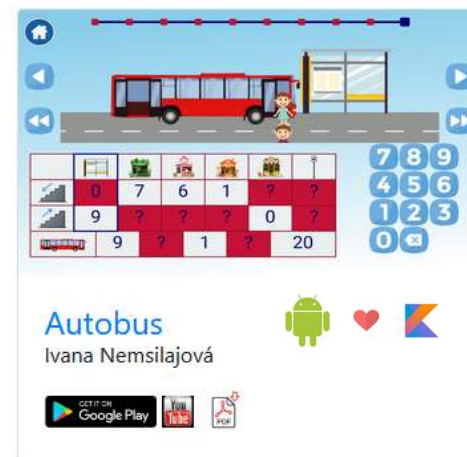 7 8 9
0 7 6 1 ? ?
4 5 6
9 ? ? ? 0 ?
1 2 3
9 ? 1 ? 20
0
Autobus
Ivana Nemsilajová
GET IT ON
Google Play
You
Tube
PDF